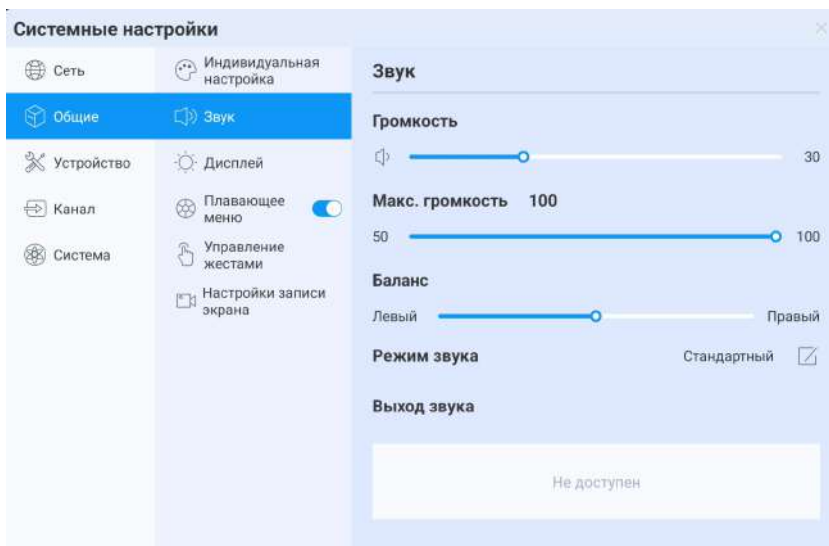 Системные настройки
Сеть
Общие
Устройство
Канал
Система
Индивидуальная
настройка
Звук
Дисплей
Плавающее
меню
Управление
жестами
Настройки записи
экрана
Звук
Громкость
30
Макс. громкость 100
50 100
Баланс
Левый Правый
Режим звука Стандартный
Выход звука
Не доступен